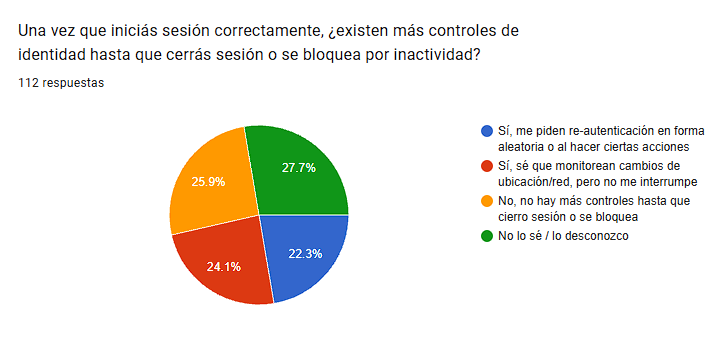 Una vez que iniciás sesión correctamente, ¿existen más controles de
identidad hasta que cerrás sesión o se bloquea por inactividad?
112 respuestas
27.7%
25.9%
24.1%
22.3%
Sí, me piden re-autenticación en forma
aleatoria o al hacer ciertas acciones
Sí, sé que monitorean cambios de
ubicación/red, pero no me interrumpe
No, no hay más controles hasta que
cierro sesión o se bloquea
No lo sé / lo desconozco